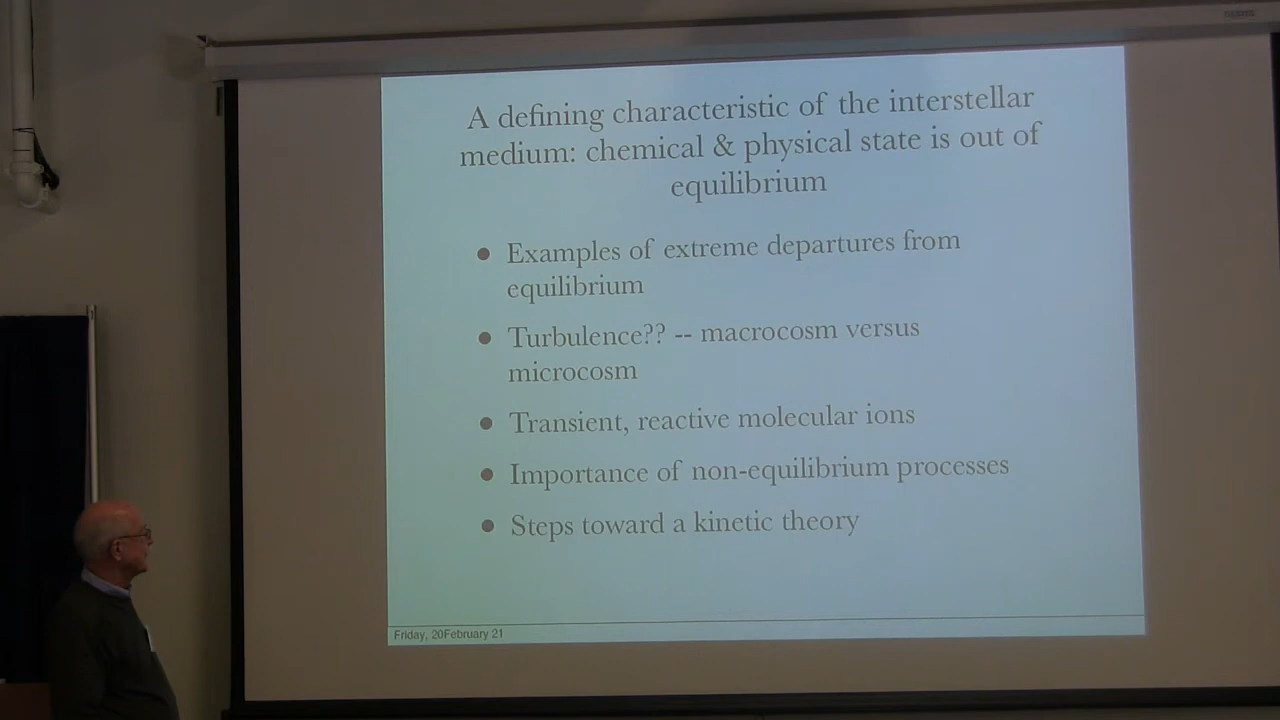 A defining characteristic of the interstellar
medium: chemical & physical state is out of
equilibrium
● Examples of extreme departures from
equilibrium
● Turbulence?? -- macrocosm versus
microcosm
● Transient, reactive molecular ions
● Importance of non-equilibrium processes
● Steps toward a kinetic theory
Friday, 20February 21